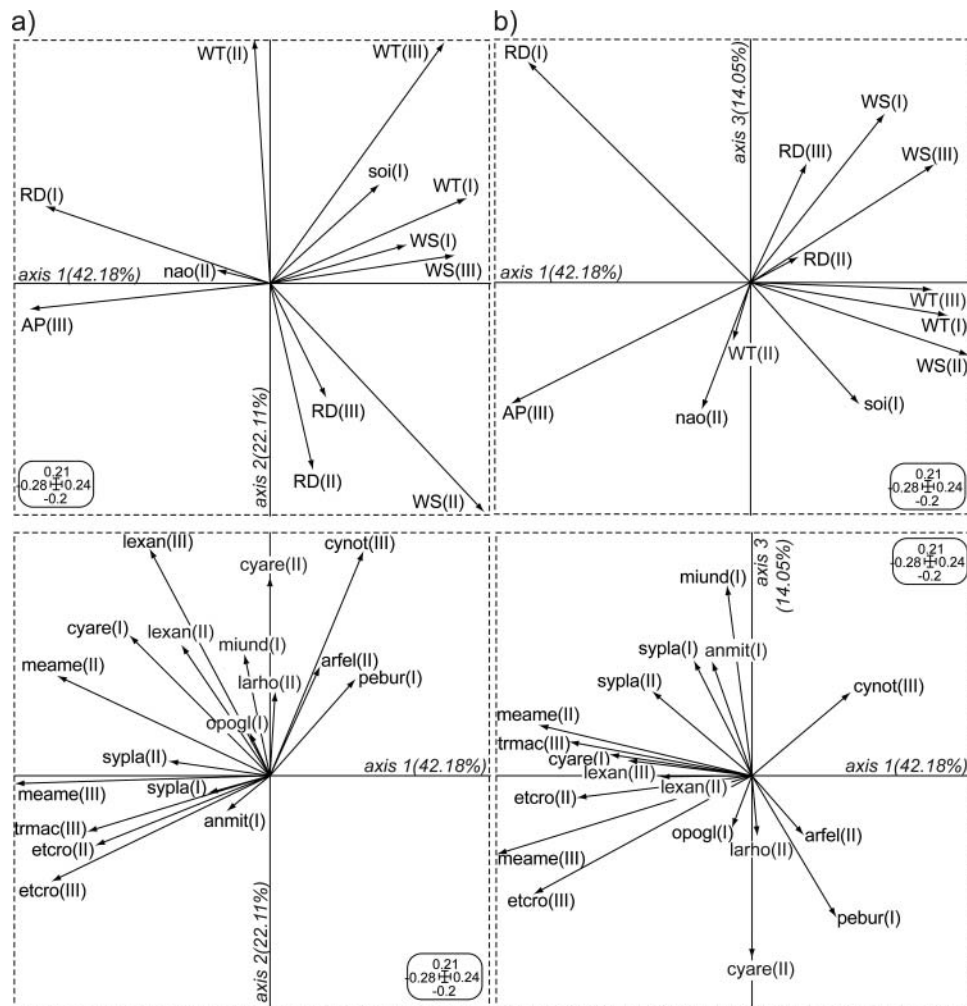 a)
b)
WT(II)
WT(III)
soi(I)
WT(I)
RD(I)
WS(I)
WS(III)
nao(II)
axis 1(42.18%)
AP(III)
RD(III)
RD(II)
WS(II)
axis 2(22.11%)
0.21
-0.28 0.24
-0.2
RD(I)
axis 3(14.05%)
WS(I)
RD(III)
WS(III)
RD(II)
axis 1(42.18%)
WT(III)
WT(I)
WT(II)
WS(II)
AP(III)
nao(II)
soi(I)
0.21
-0.28 0.24
-0.2
lexan(III)
cynot(III)
cyare(II)
cyare(I)
lexan(II)
miund(I)
meame(II)
arfel(II)
larho(II)
pebur(I)
opogl(I)
sypla(II)
axis 1(42.18%)
meame(III)
sypla(I)
anmit(I)
trmac(III)
etcro(II)
etcro(III)
axis 2(22.11%)
0.21
-0.28 0.24
-0.2
axis 3
(14.05%)
0.21
-0.28 0.24
-0.2
miund(I)
sypla(I)
anmit(I)
sypla(II)
cynot(III)
meame(II)
trmac(III)
cyare(I)
axis 1(42.18%)
lexan(III)
lexan(II)
etcro(II)
opogl(I)
arfel(II)
larho(II)
meame(III)
etcro(III)
pebur(I)
cyare(II)